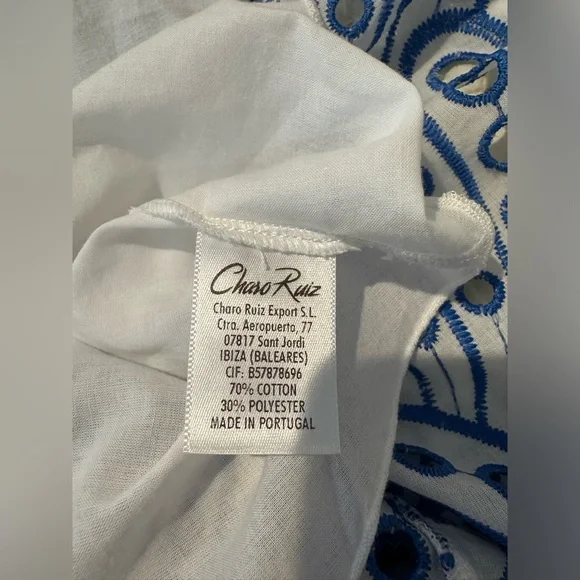 Charo Ruiz
Charo Ruiz Export S.L.
Ctra. Aeropuerto, 77
07817 Sant Jordi
IBIZA (BALEARES)
CIF: B57878696
70% COTTON
30% POLYESTER
MADE IN PORTUGAL